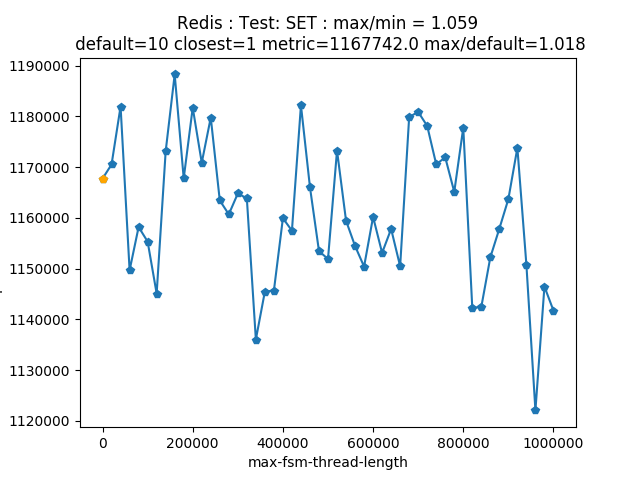 Redis : Test: SET : max/min = 1.059
default=10 closest=1 metric=1167742.0 max/default=1.018
1190000
1180000
1170000
1160000
1150000
1140000
1130000
1120000
0 200000 400000 600000 800000 1000000
max-fsm-thread-length